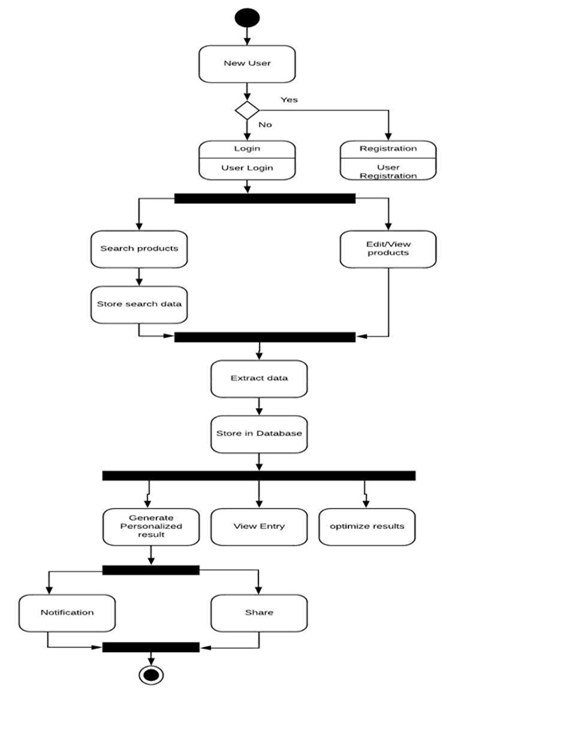 New User
Yes
No
Login
User Login
Registration
User
Registration
Search products
Edit/View
products
Store search data
Extract data
Store in Database
Generate
Personalized
result
View Entry
optimize results
Notification
Share